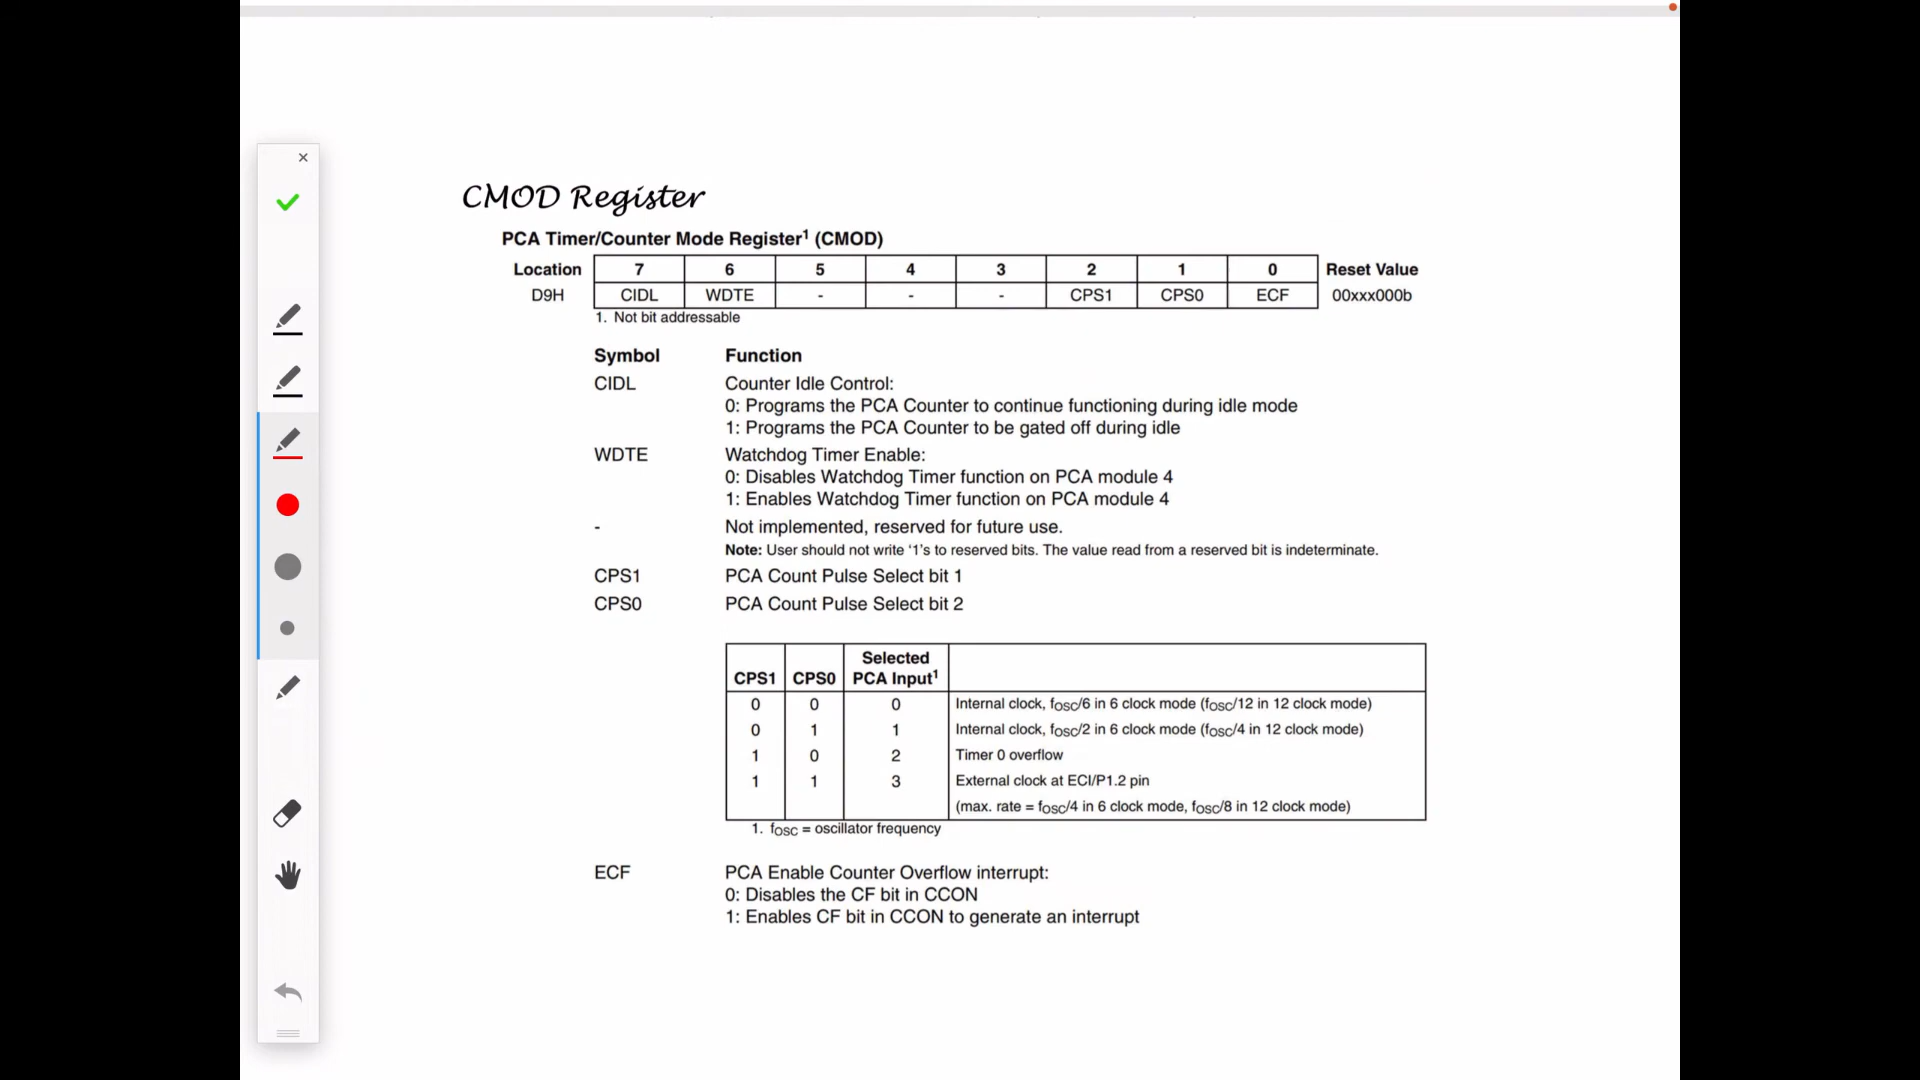 CMOD Register
PCA Timer/Counter Mode Register1 (CMOD)
Location 7 6 5 4 3 2 1 0 Reset Value
D9H CIDL WDTE - - - CPS1 CPS0 ECF 00xxx000b
1. Not bit addressable
Symbol Function
CIDL Counter Idle Control:
0: Programs the PCA Counter to continue functioning during idle mode
1: Programs the PCA Counter to be gated off during idle
WDTE Watchdog Timer Enable:
0: Disables Watchdog Timer function on PCA module 4
1: Enables Watchdog Timer function on PCA module 4
- Not implemented, reserved for future use.
Note: User should not write '1's to reserved bits. The value read from a reserved bit is indeterminate.
CPS1 PCA Count Pulse Select bit 1
CPS0 PCA Count Pulse Select bit 2
Selected
CPS1 CPS0 PCA Input1
0 0 0 Internal clock, fOSC/6 in 6 clock mode (fOSC/12 in 12 clock mode)
0 1 1 Internal clock, fOSC/2 in 6 clock mode (fOSC/4 in 12 clock mode)
1 0 2 Timer 0 overflow
1 1 3 External clock at ECI/P1.2 pin
(max. rate = fOSC/4 in 6 clock mode, fOSC/8 in 12 clock mode)
1. fOSC = oscillator frequency
ECF PCA Enable Counter Overflow interrupt:
0: Disables the CF bit in CCON
1: Enables CF bit in CCON to generate an interrupt